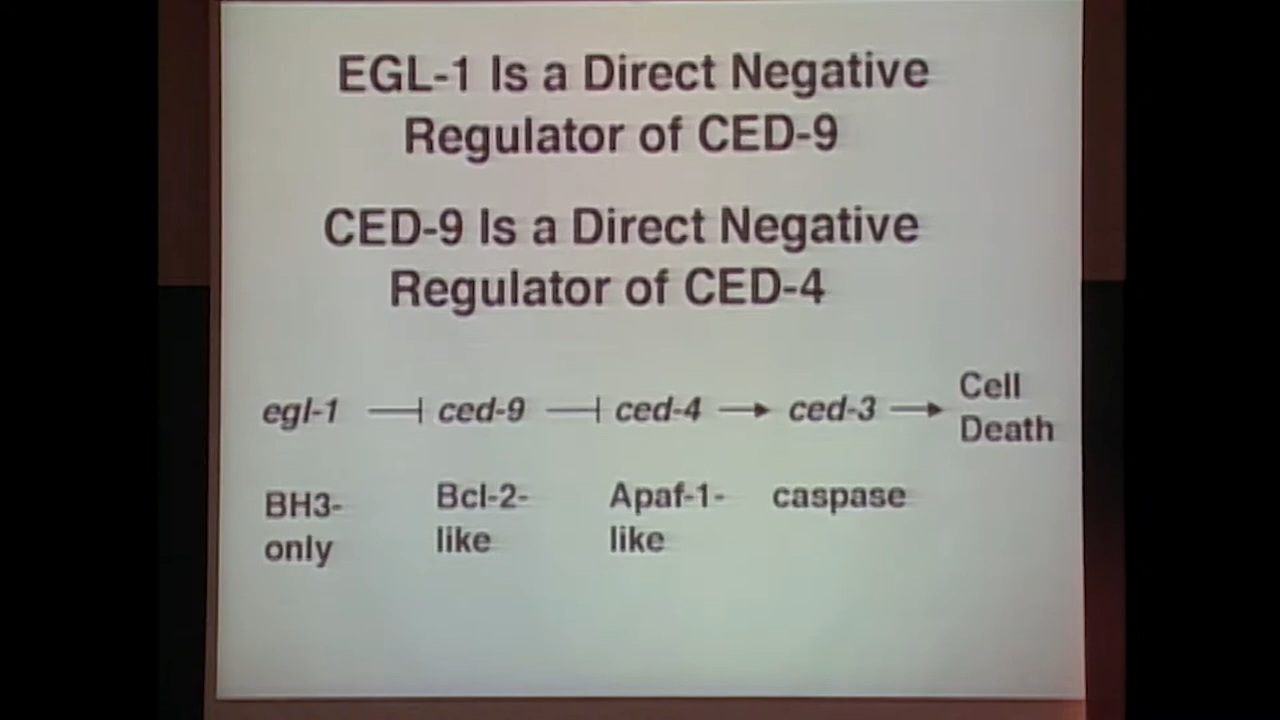 EGL-1 Is a Direct Negative
Regulator of CED-9
CED-9 Is a Direct Negative
Regulator of CED-4
egl-1 ced-9 ced-4 ced-3 Cell
Death
BH3-
only
Bcl-2-
like
Apaf-1-
like
caspase